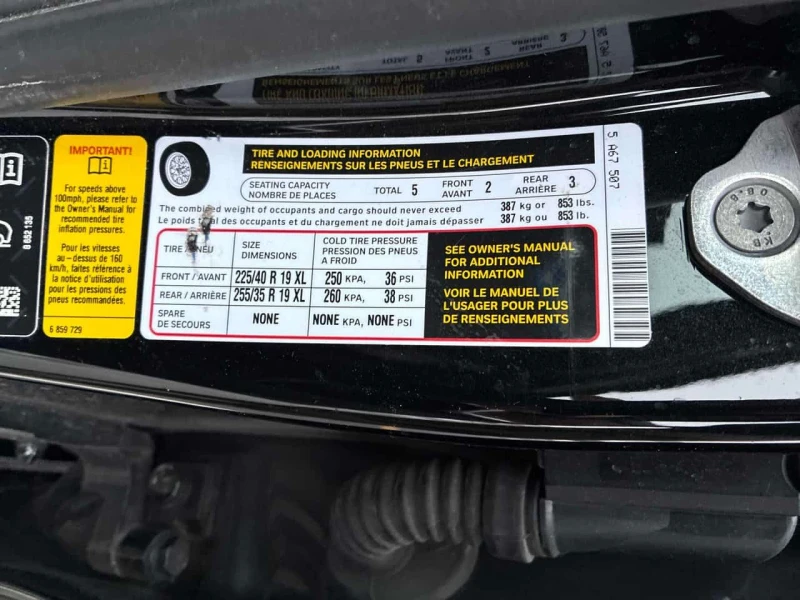 IMPORTANT!
For speeds above
100mph, please
refer to the
Owner's Manual for
recommended tire
inflation pressures.
Pour les vitesses
au-dessus de 160
km/h, faites référence à
la notice d'utilisation
pour les pressions des
pneus recommandées.
6 859 729
8 652 135
TIRE AND LOADING INFORMATION
RENSEIGNEMENTS SUR LES PNEUS ET LE CHARGEMENT
SEATING CAPACITY
NOMBRE DE PLACES
TOTAL 5
FRONT
AVANT 2
REAR
ARRIÈRE 3
The combined weight of occupants and cargo should never exceed 387 kg or 853 lbs.
Le poids total des occupants et du chargement ne doit jamais dépasser 387 kg ou 853 lb.
TIRE/PNEU
SIZE
DIMENSIONS
COLD TIRE PRESSURE
PRESSION DES PNEUS
A FROID
FRONT/AVANT 225/40 R 19 XL 250 KPA, 36 PSI
REAR/ARRIÈRE 255/35 R 19 XL 260 KPA, 38 PSI
SPARE
DE SECOURS NONE NONE KPA, NONE PSI
SEE OWNER'S MANUAL
FOR ADDITIONAL
INFORMATION
VOIR LE MANUEL DE
L'USAGER POUR PLUS
DE RENSEIGNEMENTS
5 A67 5B7
8.8
KB